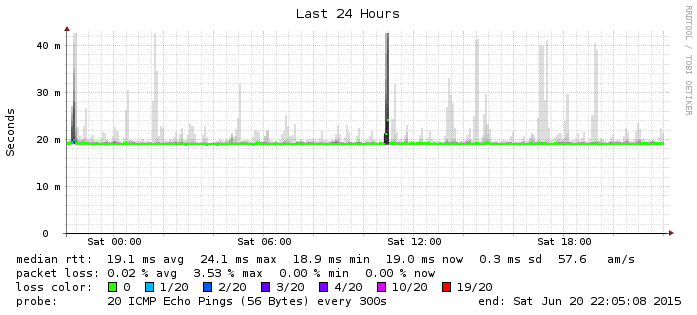 Last 24 Hours
RRDTOOL / TOBI OETIKER
Seconds
40 m
30 m
20 m
10 m
0
Sat 00:00 Sat 06:00 Sat 12:00 Sat 18:00
median rtt: 19.1 ms avg 24.1 ms max 18.9 ms min 19.0 ms now 0.3 ms sd 57.6 am/s
packet loss: 0.02 % avg 3.53 % max 0.00 % min 0.00 % now
loss color: 0 1/20 2/20 3/20 4/20 10/20 19/20
probe: 20 ICMP Echo Pings (56 Bytes) every 300s end: Sat Jun 20 22:05:08 2015